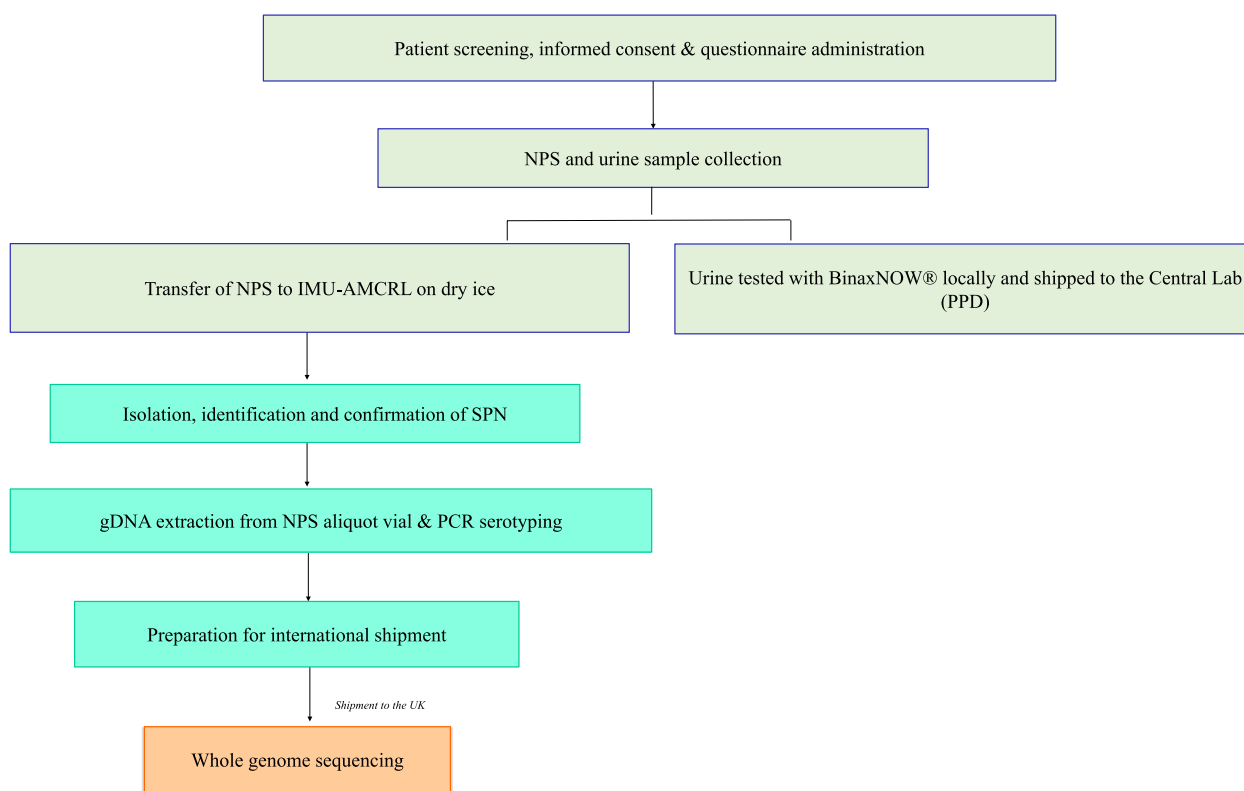 Patient screening, informed consent & questionnaire administration
NPS and urine sample collection
Transfer of NPS to IMU-AMCRL on dry ice
Urine tested with BinaxNOW® locally and shipped to the Central Lab
(PPD)
Isolation, identification and confirmation of SPN
gDNA extraction from NPS aliquot vial & PCR serotyping
Preparation for international shipment
Shipment to the UK
Whole genome sequencing